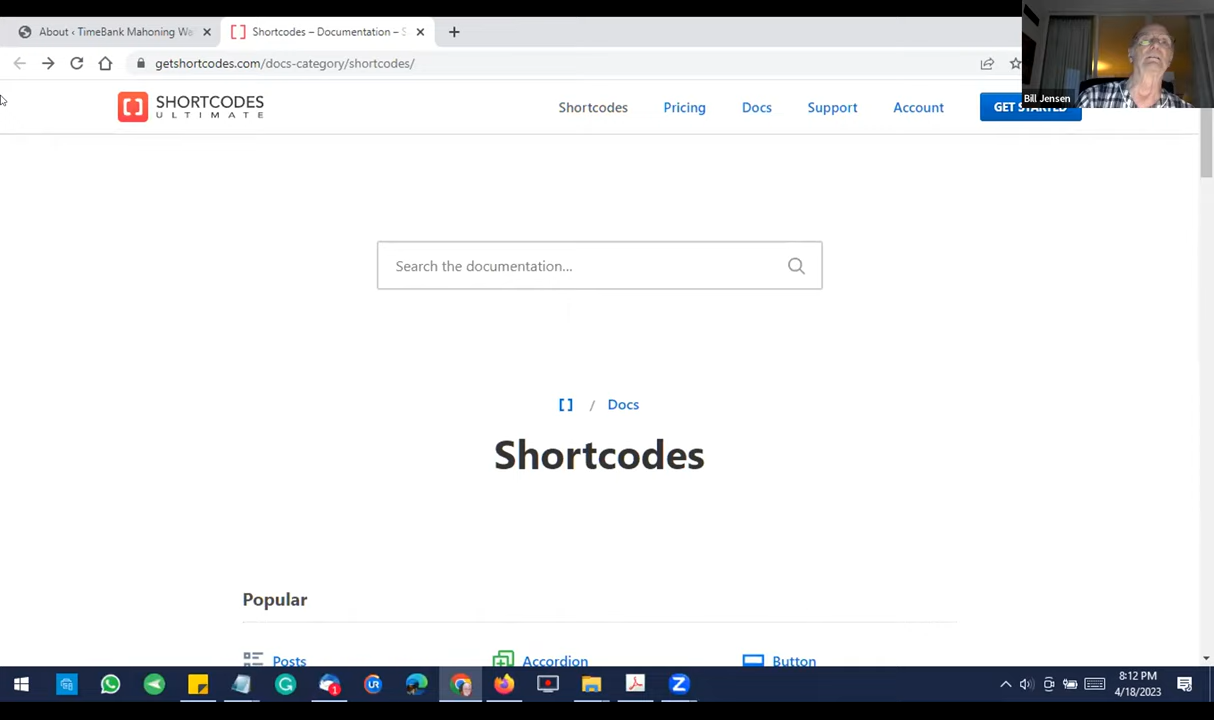 About ‹ TimeBank Mahoning We
Shortcodes – Documentation – S
getshortcodes.com/docs-category/shortcodes/
Bill Jensen
SHORTCODES
ULTIMATE
Shortcodes
Pricing
Docs
Support
Account
GET STARTED
Search the documentation...
[ ] / Docs
Shortcodes
Popular
Posts
Accordion
Button
8:12 PM
4/18/2023